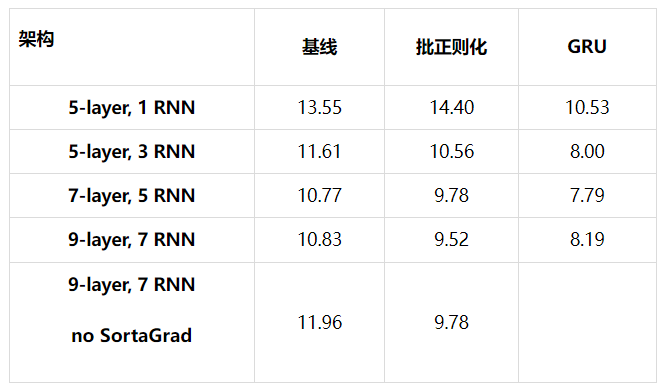 架构 基线 批正则化 GRU
5-layer, 1 RNN 13.55 14.40 10.53
5-layer, 3 RNN 11.61 10.56 8.00
7-layer, 5 RNN 10.77 9.78 7.79
9-layer, 7 RNN 10.83 9.52 8.19
9-layer, 7 RNN
no SortaGrad 11.96 9.78